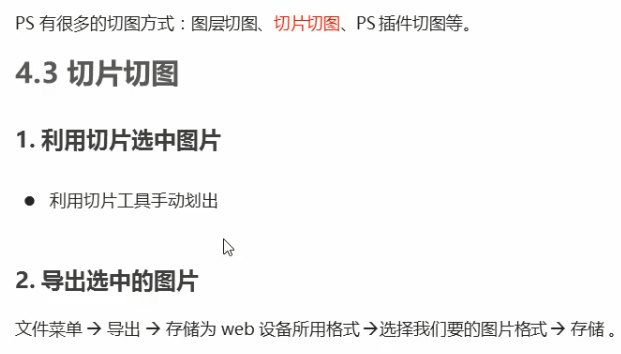 PS 有很多的切图方式：图层切图、切片切图、PS 插件切图等。
4.3 切片切图
1. 利用切片选中图片
● 利用切片工具手动划出
2. 导出选中的图片
文件菜单 → 导出 → 存储为 web 设备所用格式 → 选择我们要的图片格式 → 存储 。